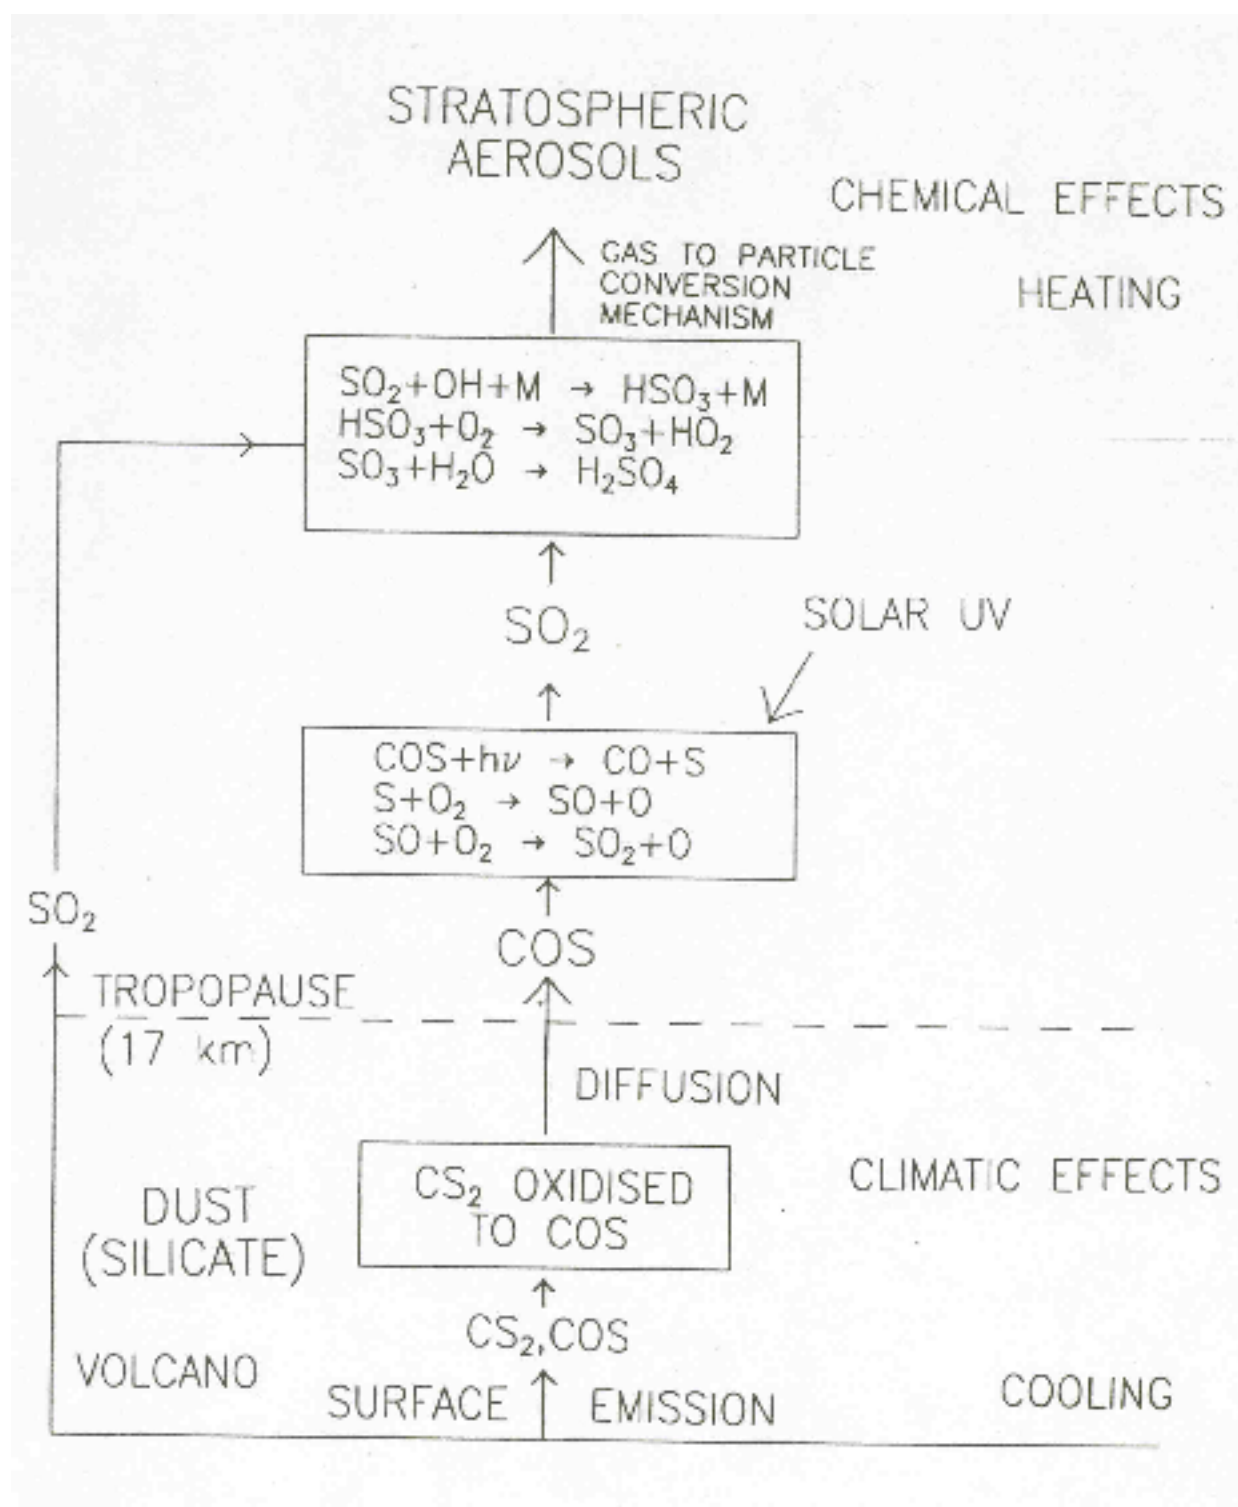 STRATOSPHERIC
AEROSOLS
CHEMICAL EFFECTS
GAS TO PARTICLE
CONVERSION
MECHANISM
HEATING
SO₂+OH+M → HSO₃+M
HSO₃+O₂ → SO₃+HO₂
SO₃+H₂O → H₂SO₄
SO₂
SOLAR UV
COS+hν → CO+S
S+O₂ → SO+O
SO+O₂ → SO₂+O
SO₂
COS
TROPOPAUSE
(17 km)
DIFFUSION
CS₂ OXIDISED
TO COS
CLIMATIC EFFECTS
DUST
(SILICATE)
CS₂,COS
VOLCANO
SURFACE EMISSION
COOLING